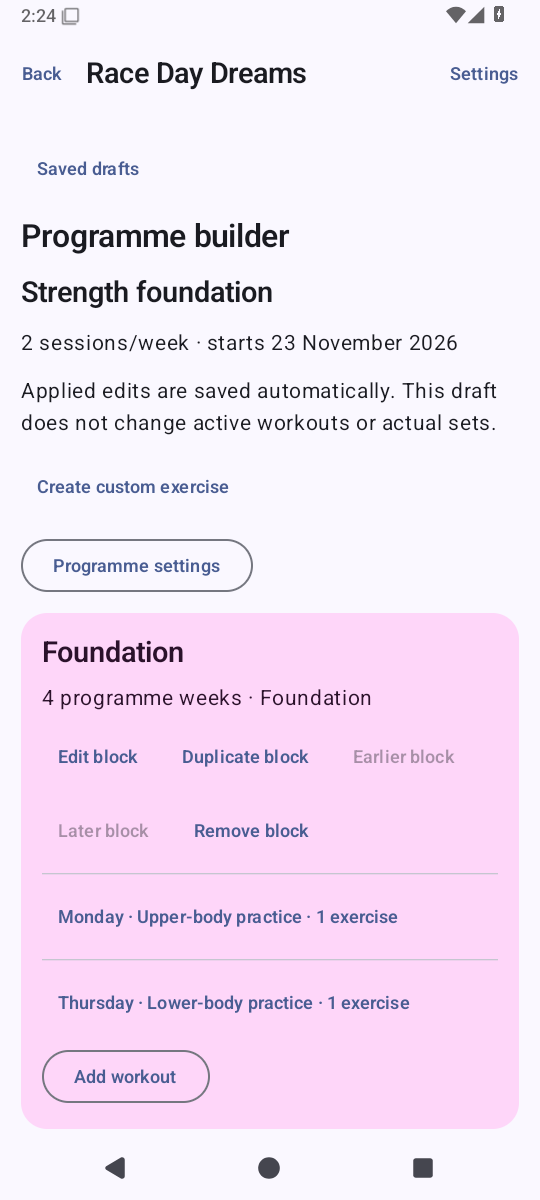 2:24
Back Race Day Dreams Settings
Saved drafts
Programme builder
Strength foundation
2 sessions/week · starts 23 November 2026
Applied edits are saved automatically. This draft
does not change active workouts or actual sets.
Create custom exercise
Programme settings
Foundation
4 programme weeks · Foundation
Edit block Duplicate block Earlier block
Later block Remove block
Monday · Upper-body practice · 1 exercise
Thursday · Lower-body practice · 1 exercise
Add workout